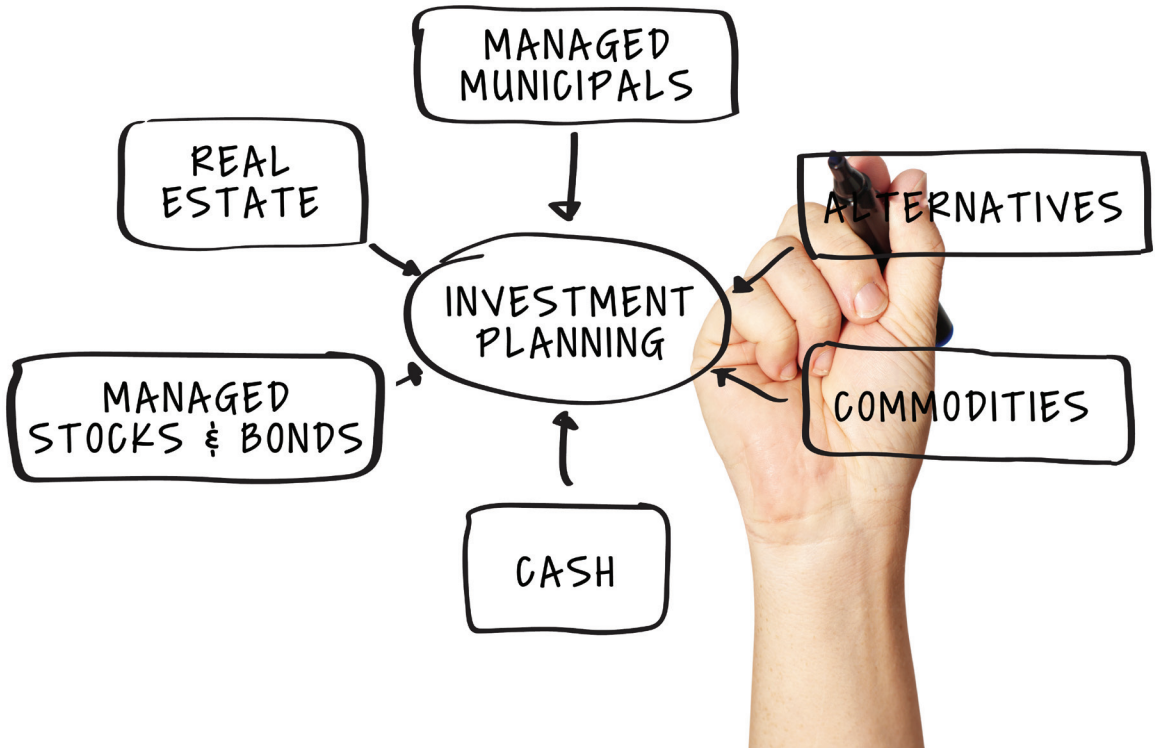 MANAGED
MUNICIPALS
REAL
ESTATE
ALTERNATIVES
INVESTMENT
PLANNING
MANAGED
STOCKS & BONDS
COMMODITIES
CASH